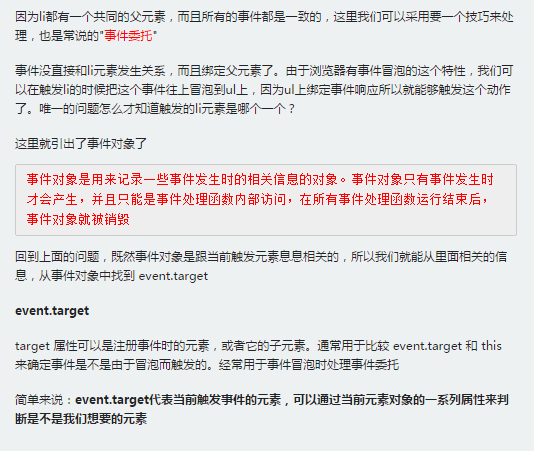 因为li都有一个共同的父元素，而且所有的事件都是一致的，这里我们可以采用要一个技巧来处
理，也是常说的"事件委托"
事件没直接和li元素发生关系，而且绑定父元素了。由于浏览器有事件冒泡的这个特性，我们可
以在触发li的时候把这个事件往上冒泡到ul上，因为ul上绑定事件响应所以就能够触发这个动作
了。唯一的问题怎么才知道触发的li元素是哪个一个？
这里就引出了事件对象了
事件对象是用来记录一些事件发生时的相关信息的对象。事件对象只有事件发生时
才会产生，并且只能是事件处理函数内部访问，在所有事件处理函数运行结束后，
事件对象就被销毁
回到上面的问题，既然事件对象是跟当前触发元素息息相关的，所以我们就能从里面相关的信
息，从事件对象中找到 event.target
event.target
target 属性可以是注册事件时的元素，或者它的子元素。通常用于比较 event.target 和 this
来确定事件是不是由于冒泡而触发的。经常用于事件冒泡时处理事件委托
简单来说：event.target代表当前触发事件的元素，可以通过当前元素对象的一系列属性来判
断是不是我们想要的元素